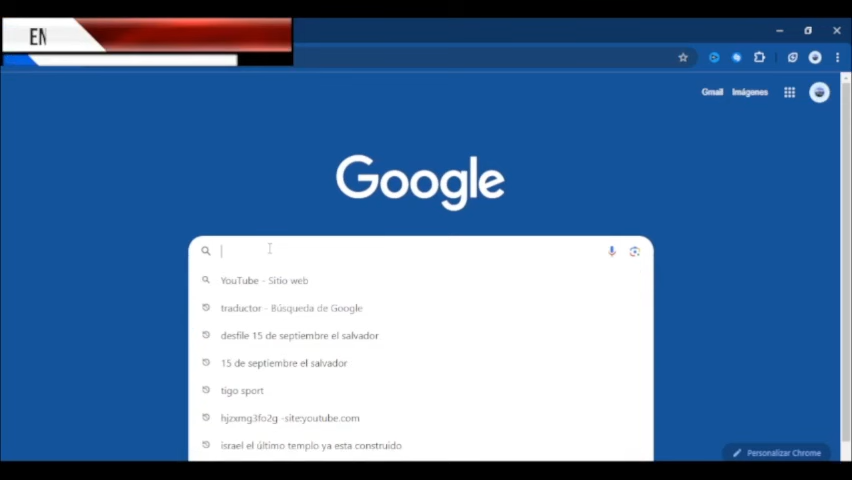 EN
Gmail Imágenes
Google
YouTube - Sitio web
traductor - Búsqueda de Google
desfile 15 de septiembre el salvador
15 de septiembre el salvador
tigo sport
hjzxmg3fo2g -site:youtube.com
israel el último templo ya esta construido
Personalizar Chrome